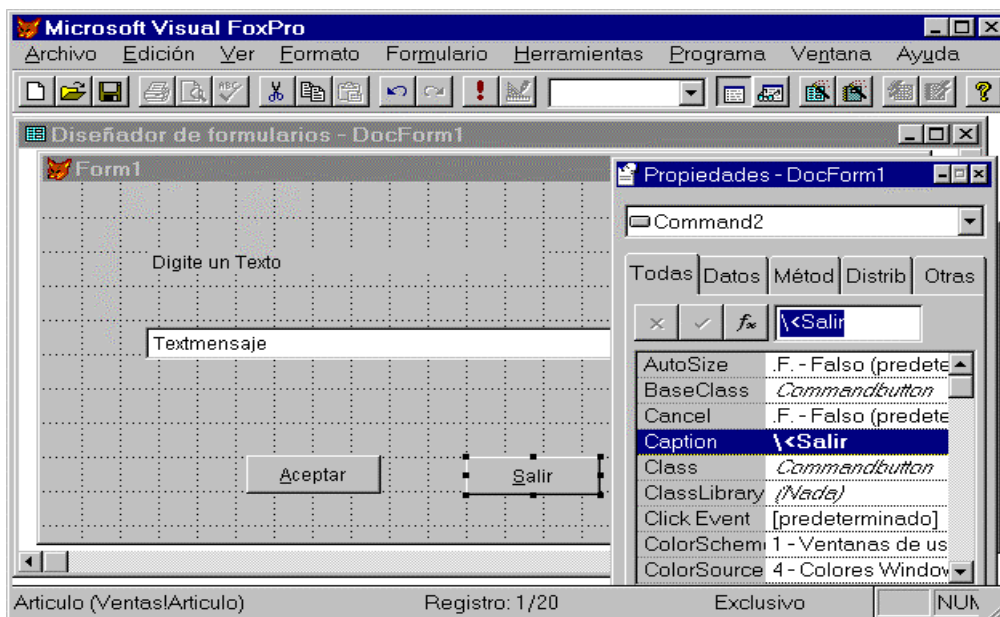 Microsoft Visual FoxPro
Archivo Edición Ver Formato Formulario Herramientas Programa Ventana Ayuda
ABC
Diseñador de formularios - DocForm1
Form1
Digite un Texto
Textmensaje
Aceptar
Salir
Propiedades - DocForm1
Command2
Todas Datos Métod Distrib Otras
\<Salir
AutoSize .F. - Falso (predete
BaseClass Commandbutton
Cancel .F. - Falso (predete
Caption \<Salir
Class Commandbutton
ClassLibrary (Nada)
Click Event [predeterminado]
ColorSchem 1 - Ventanas de us
ColorSource 4 - Colores Window
Articulo (Ventas!Articulo) Registro: 1/20 Exclusivo NUM